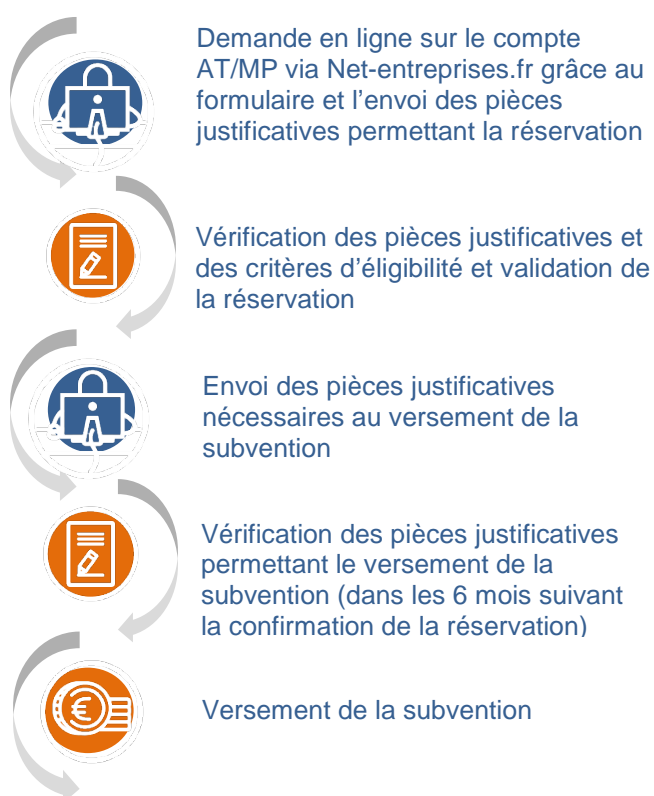 Demande en ligne sur le compte
AT/MP via Net-entreprises.fr grâce au
formulaire et l’envoi des pièces
justificatives permettant la réservation
Vérification des pièces justificatives et
des critères d’éligibilité et validation de
la réservation
Envoi des pièces justificatives
nécessaires au versement de la
subvention
Vérification des pièces justificatives
permettant le versement de la
subvention (dans les 6 mois suivant
la confirmation de la réservation)
€
Versement de la subvention